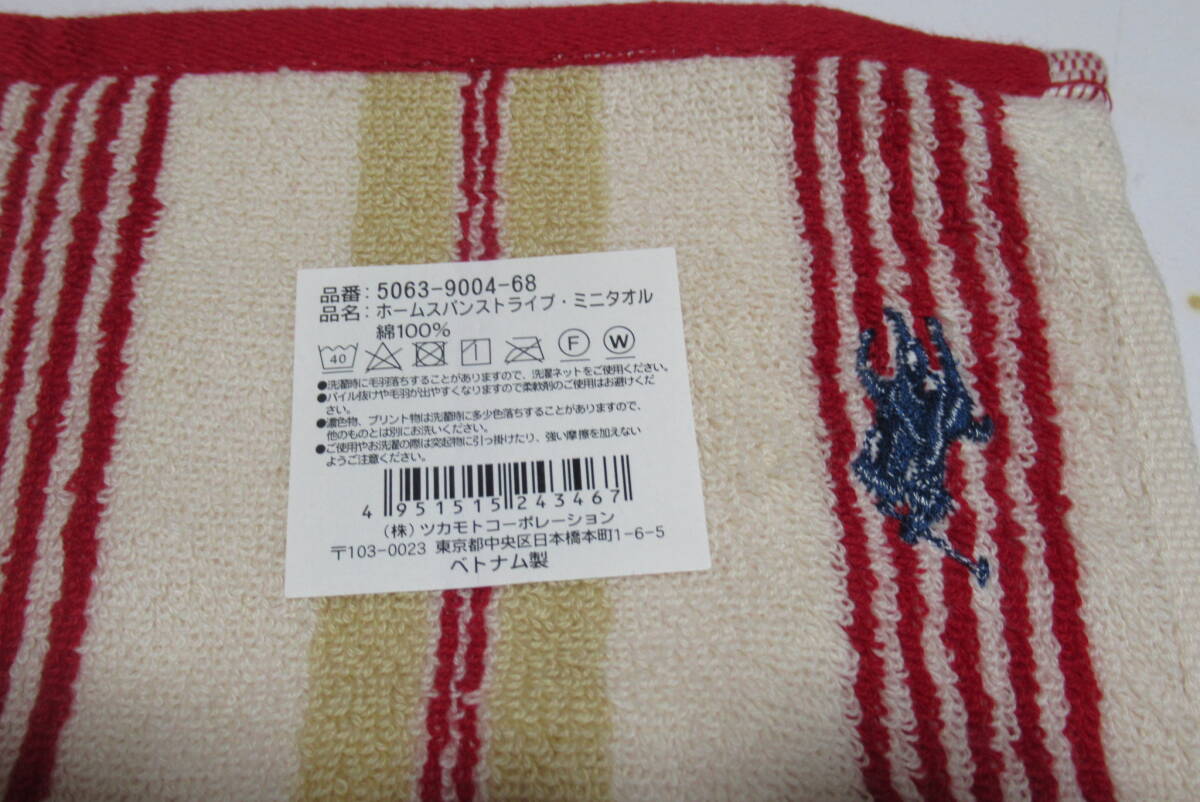 品番：5063-9004-68
品名：ホームスパンストライプ・ミニタオル
綿100%
40 1 F W
●洗濯時に毛羽落ちすることがありますので、洗濯ネットをご使用ください。
●パイル抜けや毛羽が出やすくなりますので柔軟剤のご使用はお避けくだ
さい。
●濃色物、プリント物は洗濯時に多少色落ちすることがありますので、
他のものとは別にお洗いください。
●ご使用やお洗濯の際は突起物に引っ掛けたり、強い摩擦を加えない
ようご注意ください。
4 951515 243467
（株）ツカモトコーポレーション
〒103-0023 東京都中央区日本橋本町1-6-5
ベトナム製